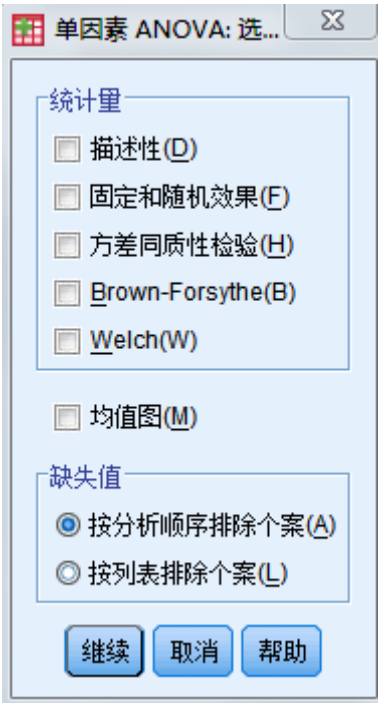 单因素 ANOVA: 选...
统计量
描述性(D)
固定和随机效果(F)
方差同质性检验(H)
Brown-Forsythe(B)
Welch(W)
均值图(M)
缺失值
按分析顺序排除个案(A)
按列表排除个案(L)
继续 取消 帮助